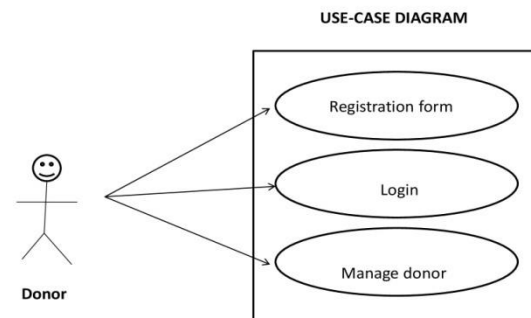 USE-CASE DIAGRAM
Registration form
Login
Manage donor
Donor